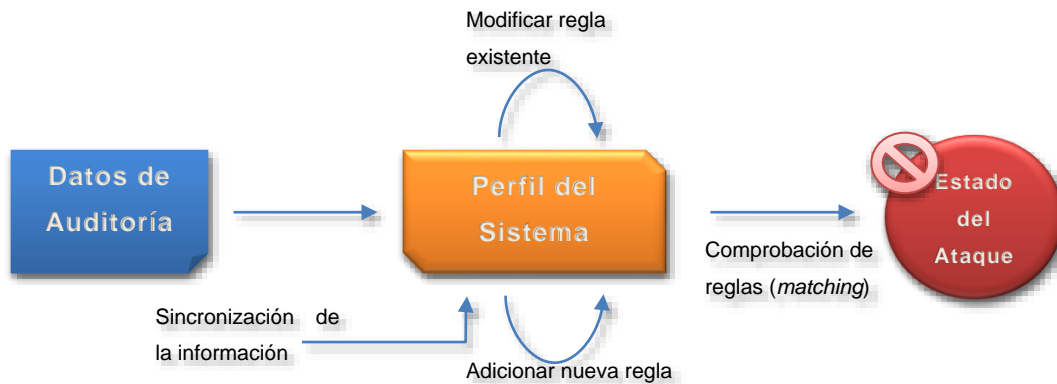 Modificar regla
existente
Datos de
Auditoría
Perfil del
Sistema
Estado
del
Ataque
Comprobación de
reglas (matching)
Sincronización de
la información
Adicionar nueva regla